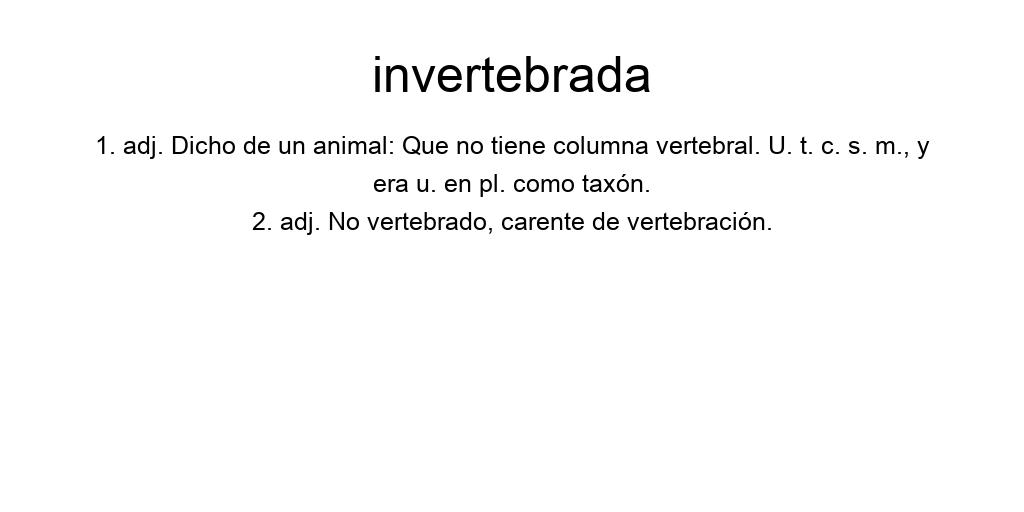 invertebrada
1. adj. Dicho de un animal: Que no tiene columna vertebral. U. t. c. s. m., y
era u. en pl. como taxón.
2. adj. No vertebrado, carente de vertebración.